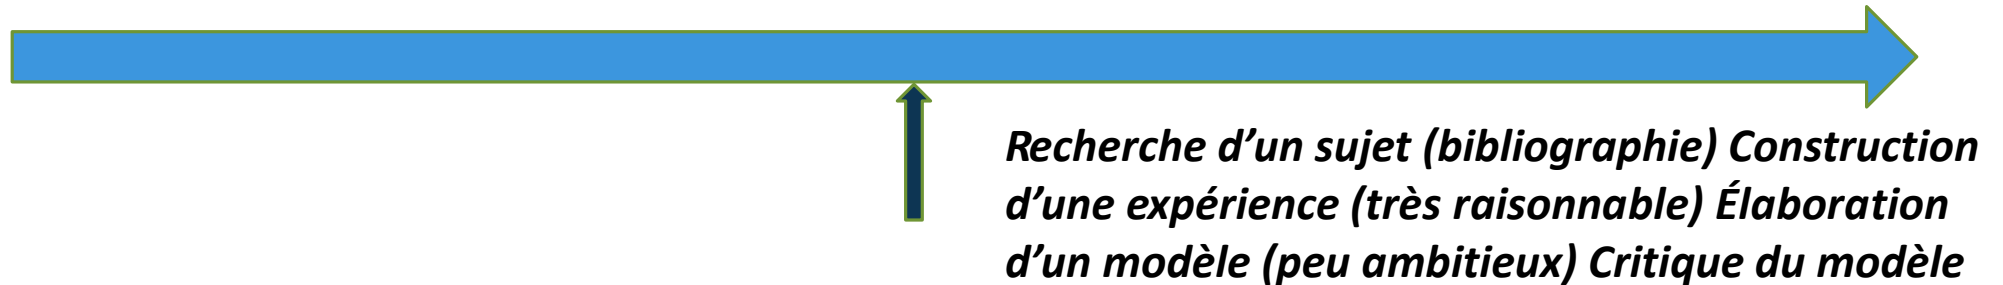 Recherche d’un sujet (bibliographie) Construction
d’une expérience (très raisonnable) Élaboration
d’un modèle (peu ambitieux) Critique du modèle